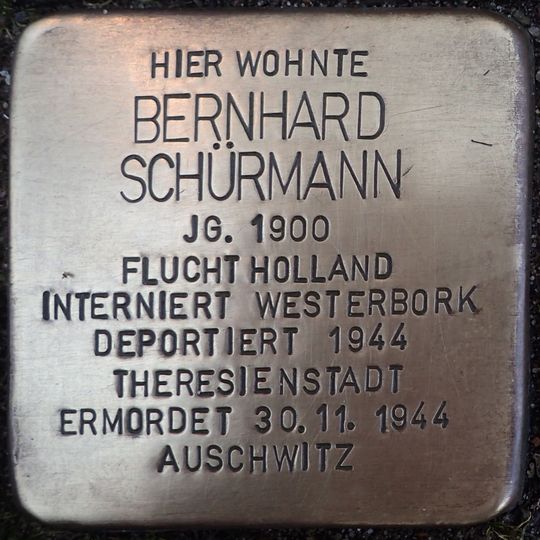 HIER WOHNTE
BERNHARD
SCHÜRMANN
JG. 1900
FLUCHT HOLLAND
INTERNIERT WESTERBORK
DEPORTIERT 1944
THERESIENSTADT
ERMORDET 30.11. 1944
AUSCHWITZ